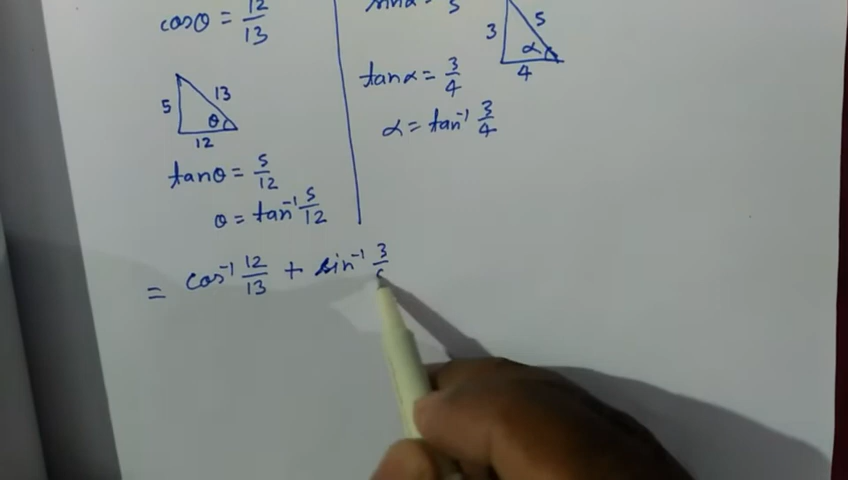 cosθ = 12/13
5 13 θ 12
tanθ = 5/12
θ = tan⁻¹ 5/12
3 5 α 4
tanα = 3/4
α = tan⁻¹ 3/4
= cos⁻¹ 12/13 + sin⁻¹ 3/